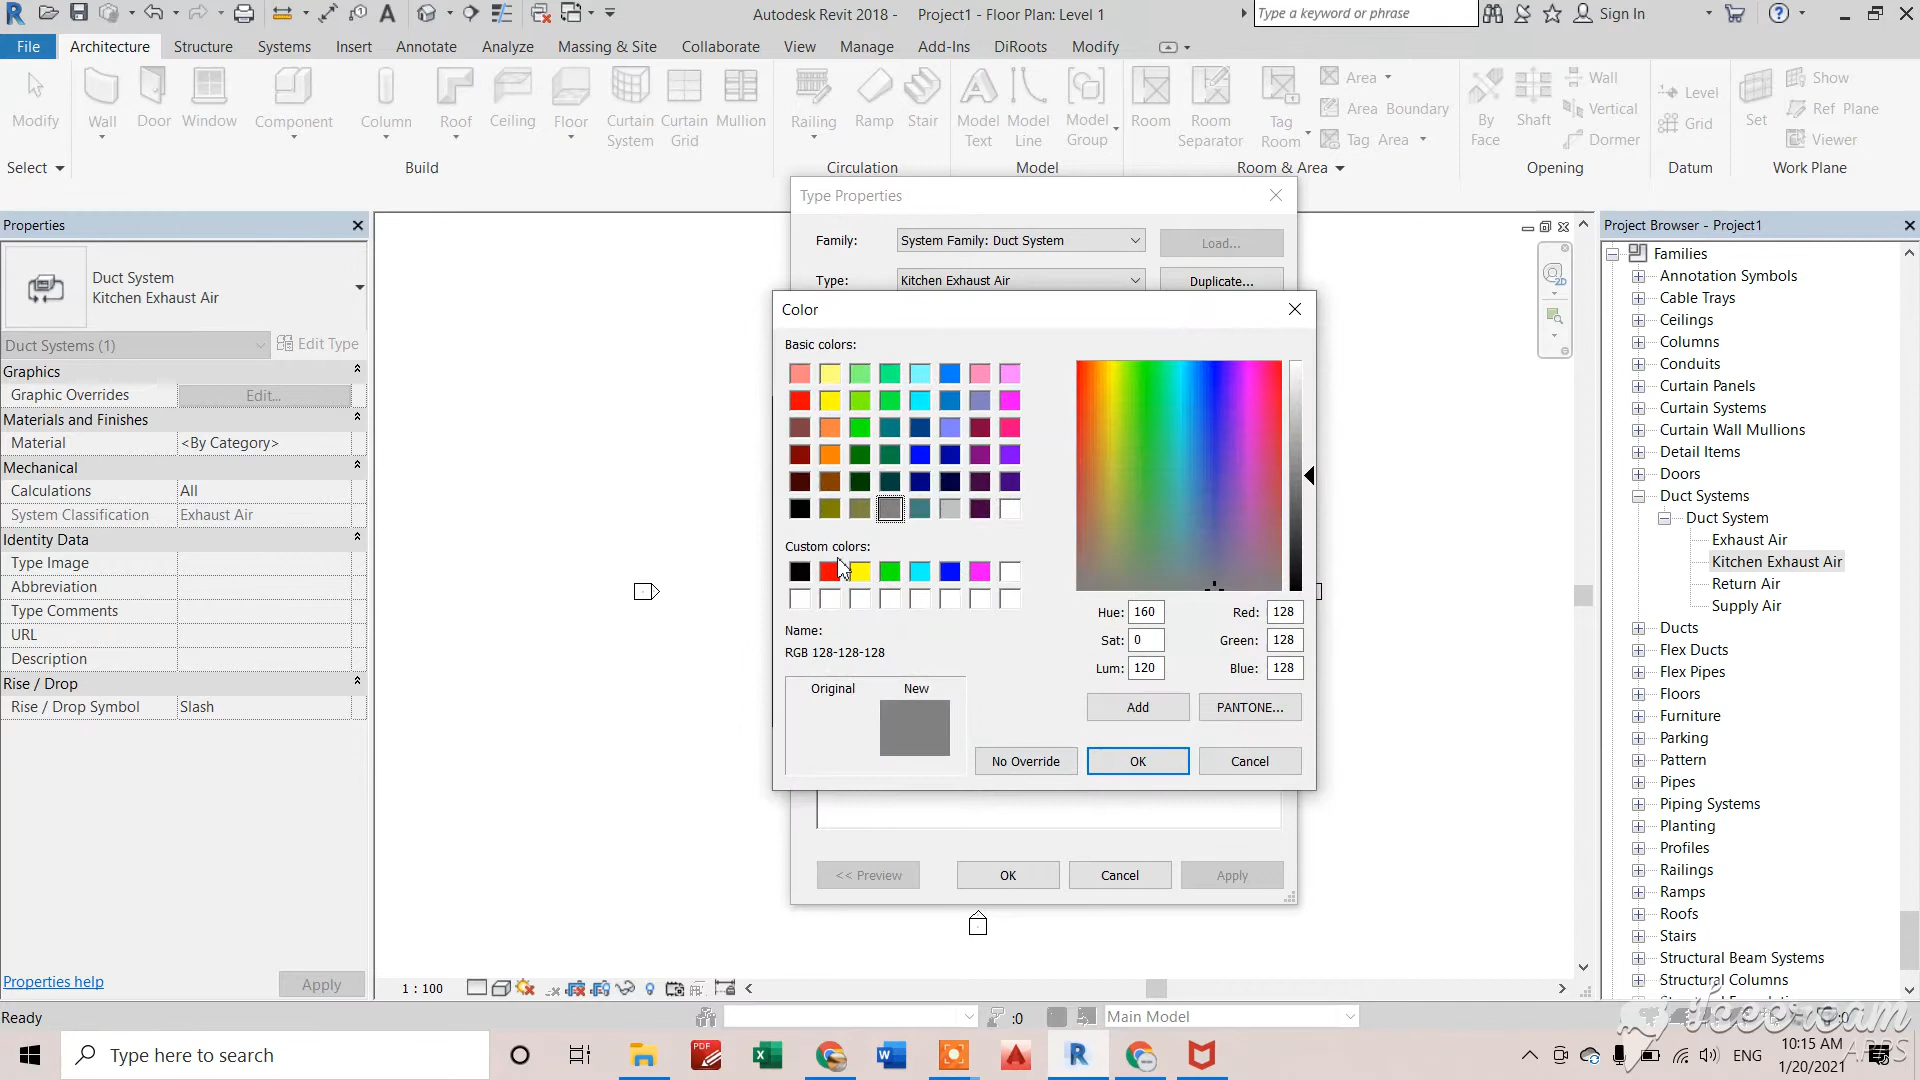 Autodesk Revit 2018 - Project1 - Floor Plan: Level 1
Type a keyword or phrase
Sign In
File Architecture Structure Systems Insert Annotate Analyze Massing & Site Collaborate View Manage Add-Ins DiRoots Modify
Modify Wall Door Window Component Column Roof Ceiling Floor Curtain System Curtain Grid Mullion Railing Ramp Stair Model Text Model Line Model Group Room Room Separator Tag Room Area Area Boundary Tag Area By Face Shaft Wall Vertical Dormer Level Grid Set Show Ref Plane Viewer
Select Build Circulation Model Room & Area Opening Datum Work Plane
Properties
Duct System
Kitchen Exhaust Air
Duct Systems (1) Edit Type
Graphics
Graphic Overrides Edit...
Materials and Finishes
Material <By Category>
Mechanical
Calculations All
System Classification Exhaust Air
Identity Data
Type Image
Abbreviation
Type Comments
URL
Description
Rise / Drop
Rise / Drop Symbol Slash
Properties help Apply
Type Properties
Family: System Family: Duct System Load...
Type: Kitchen Exhaust Air Duplicate...
Color
Basic colors:
Custom colors:
Name:
RGB 128-128-128
Original New
Hue: 160 Red: 128
Sat: 0 Green: 128
Lum: 120 Blue: 128
Add PANTONE...
No Override OK Cancel
<< Preview OK Cancel Apply
Project Browser - Project1
Families
Annotation Symbols
Cable Trays
Ceilings
Columns
Conduits
Curtain Panels
Curtain Systems
Curtain Wall Mullions
Detail Items
Doors
Duct Systems
Duct System
Exhaust Air
Kitchen Exhaust Air
Return Air
Supply Air
Ducts
Flex Ducts
Flex Pipes
Floors
Furniture
Parking
Pattern
Pipes
Piping Systems
Planting
Profiles
Railings
Ramps
Roofs
Stairs
Structural Beam Systems
Structural Columns
1 : 100
Ready :0 Main Model :0
Icecream
APPS
Type here to search
ENG
10:15 AM
1/20/2021